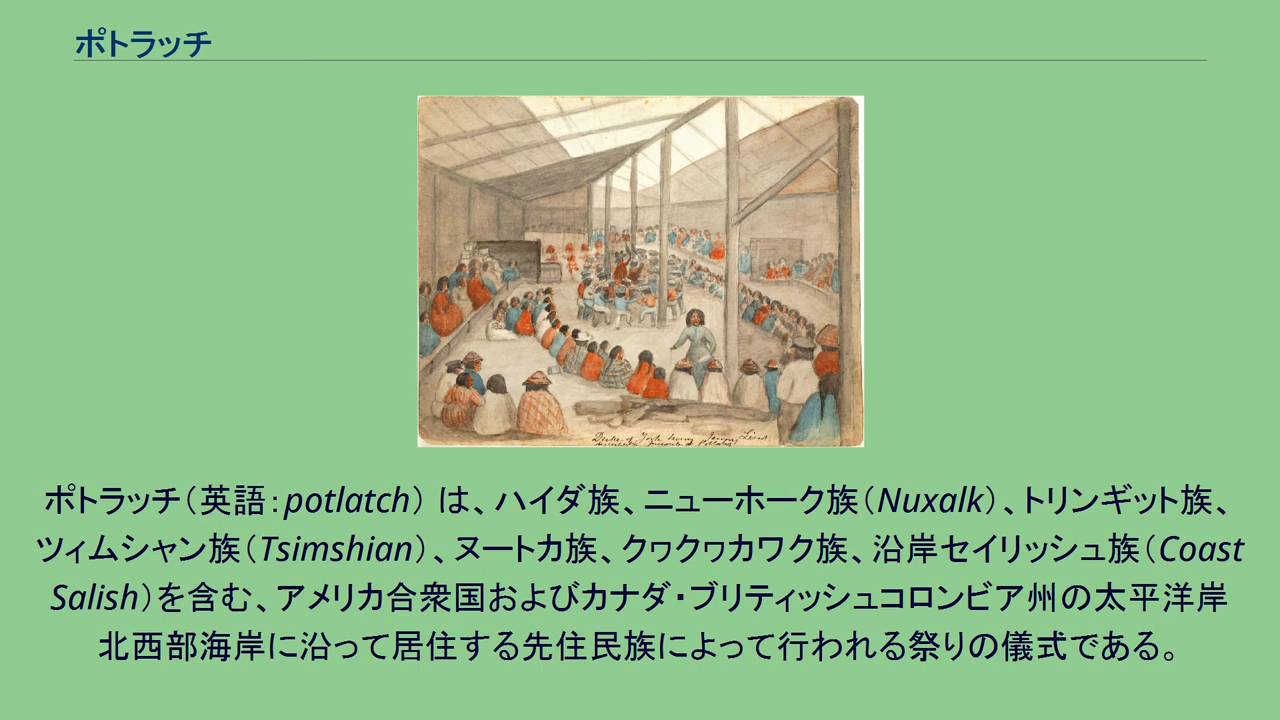 ポトラッチ
Duke of York
ポトラッチ（英語：potlatch） は、ハイダ族、ニューホーク族（Nuxalk）、トリンギット族、
ツィムシャン族（Tsimshian）、ヌートカ族、クヮクヮカワク族、沿岸セイリッシュ族（Coast
Salish）を含む、アメリカ合衆国およびカナダ・ブリティッシュコロンビア州の太平洋岸
北西部海岸に沿って居住する先住民族によって行われる祭りの儀式である。